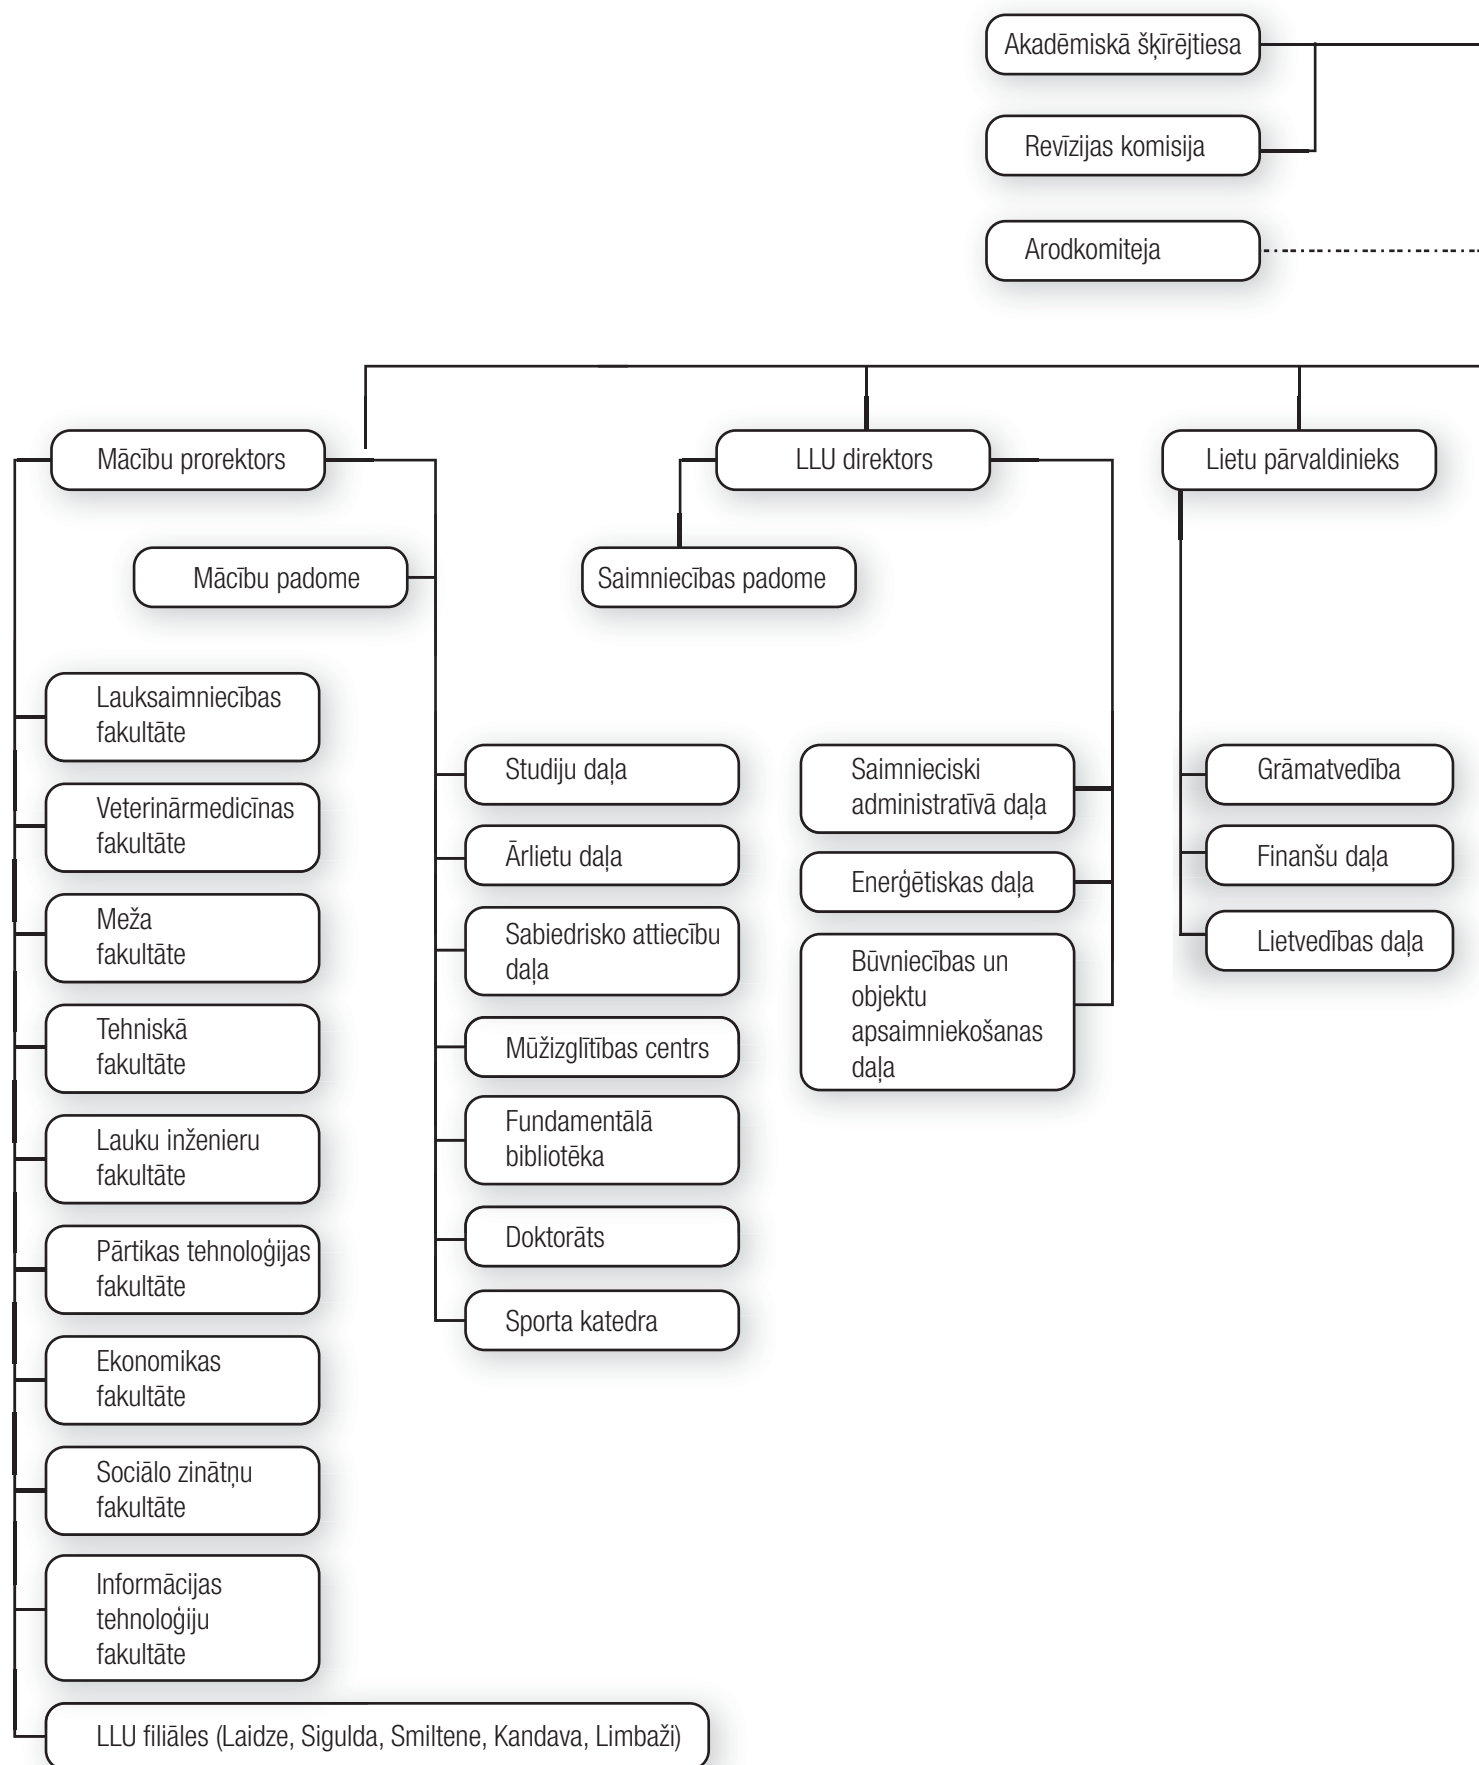 Akadēmiskā šķīrējtiesa
Revīzijas komisija
Arodkomiteja
Mācību prorektors
LLU direktors
Lietu pārvaldinieks
Mācību padome
Saimniecības padome
Lauksaimniecības
fakultāte
Veterinārmedicīnas
fakultāte
Meža
fakultāte
Tehniskā
fakultāte
Lauku inženieru
fakultāte
Pārtikas tehnoloģijas
fakultāte
Ekonomikas
fakultāte
Sociālo zinātņu
fakultāte
Informācijas
tehnoloģiju
fakultāte
LLU filiāles (Laidze, Sigulda, Smiltene, Kandava, Limbaži)
Studiju daļa
Ārlietu daļa
Sabiedrisko attiecību
daļa
Mūžizglītības centrs
Fundamentālā
bibliotēka
Doktorāts
Sporta katedra
Saimnieciski
administratīvā daļa
Enerģētiskas daļa
Būvniecības un
objektu
apsaimniekošanas
daļa
Grāmatvedība
Finanšu daļa
Lietvedības daļa